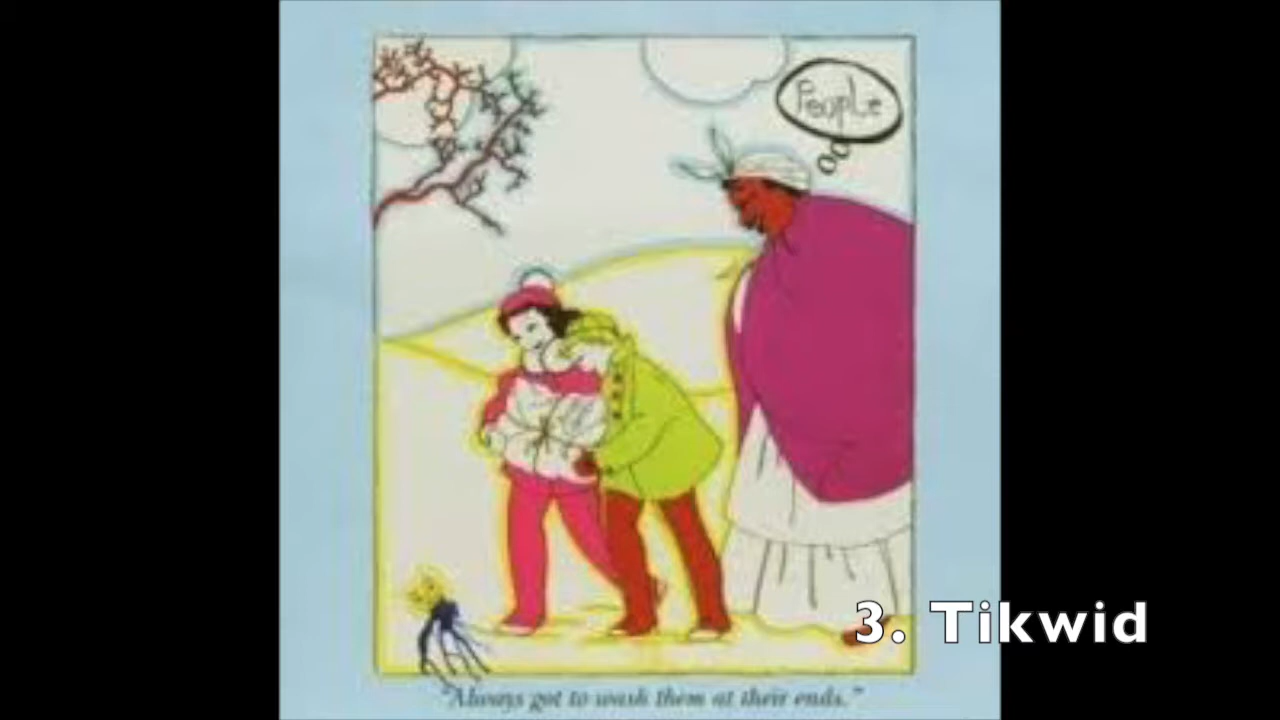 PeopLe
3. Tikwid
"Always got to wash them at their ends."